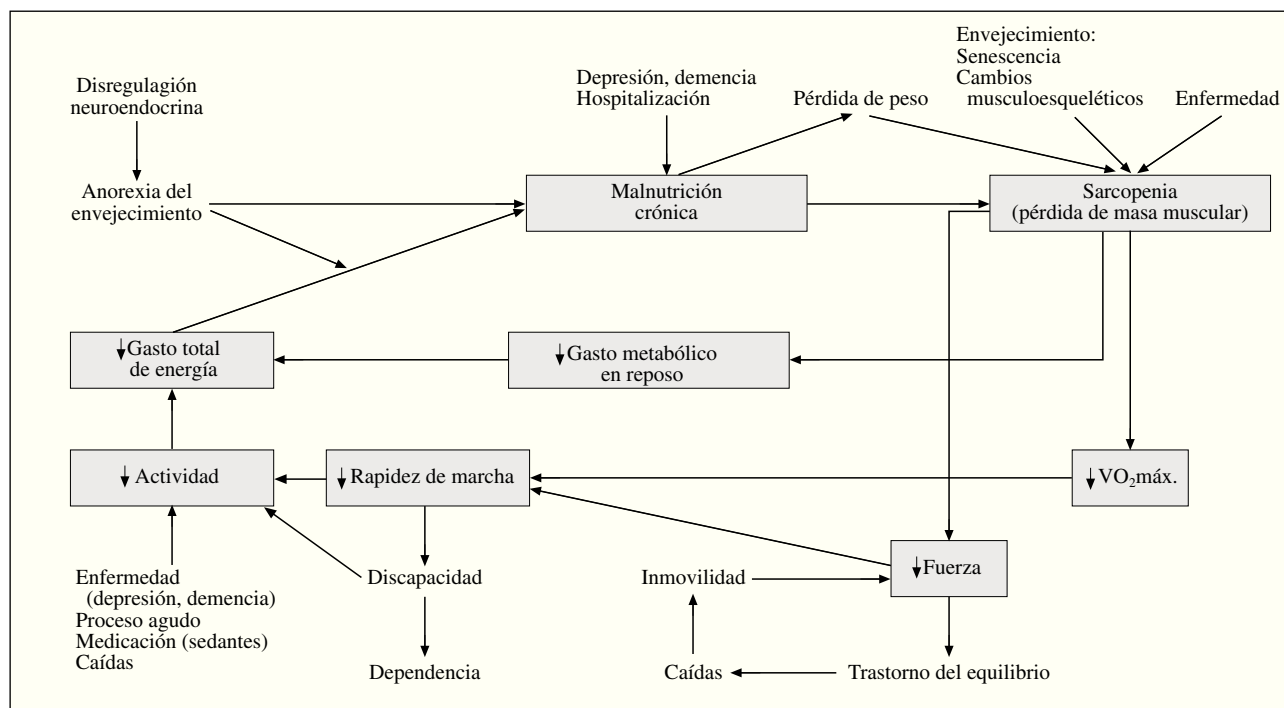 Envejecimiento:
Senescencia
Cambios
musculoesqueléticos
Enfermedad
Disregulagión
neuroendocrina
Depresión, demencia
Hospitalización
Pérdida de peso
Anorexia del
envejecimiento
Malnutrición
crónica
Sarcopenia
(pérdida de masa muscular)
↓ Gasto total
de energía
↓ Gasto metabólico
en reposo
↓ Actividad
↓ Rapidez de marcha
↓ VO₂máx.
Enfermedad
(depresión, demencia)
Proceso agudo
Medicación (sedantes)
Caídas
Discapacidad
Dependencia
Inmovilidad
↓ Fuerza
Caídas
Trastorno del equilibrio